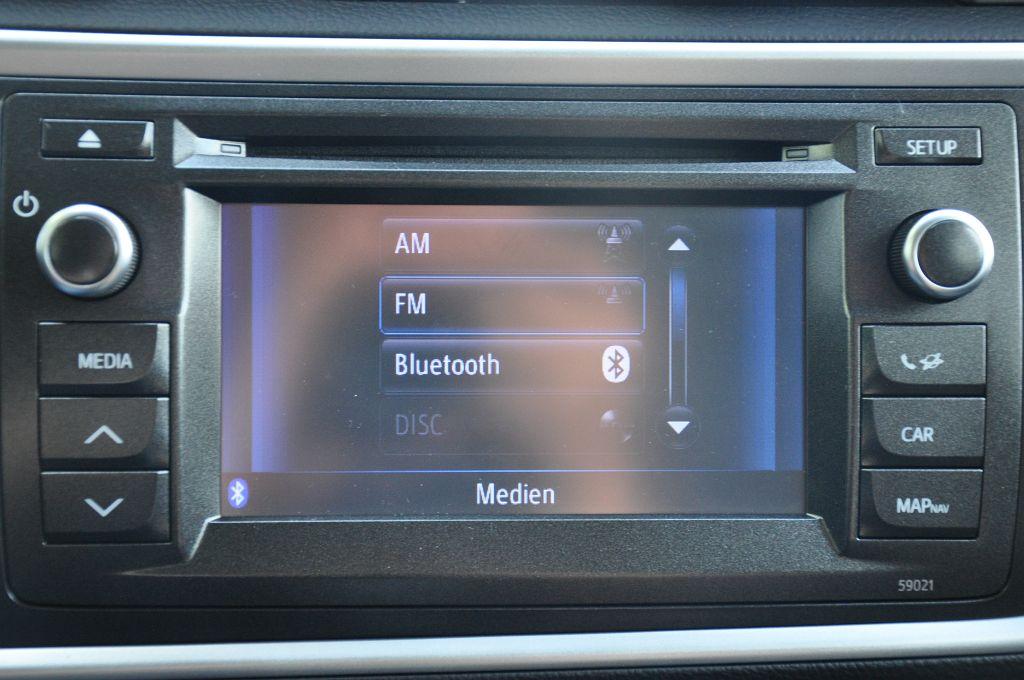 SETUP
AM
FM
MEDIA
Bluetooth
DISC
CAR
Medien
MAPNAV
59021